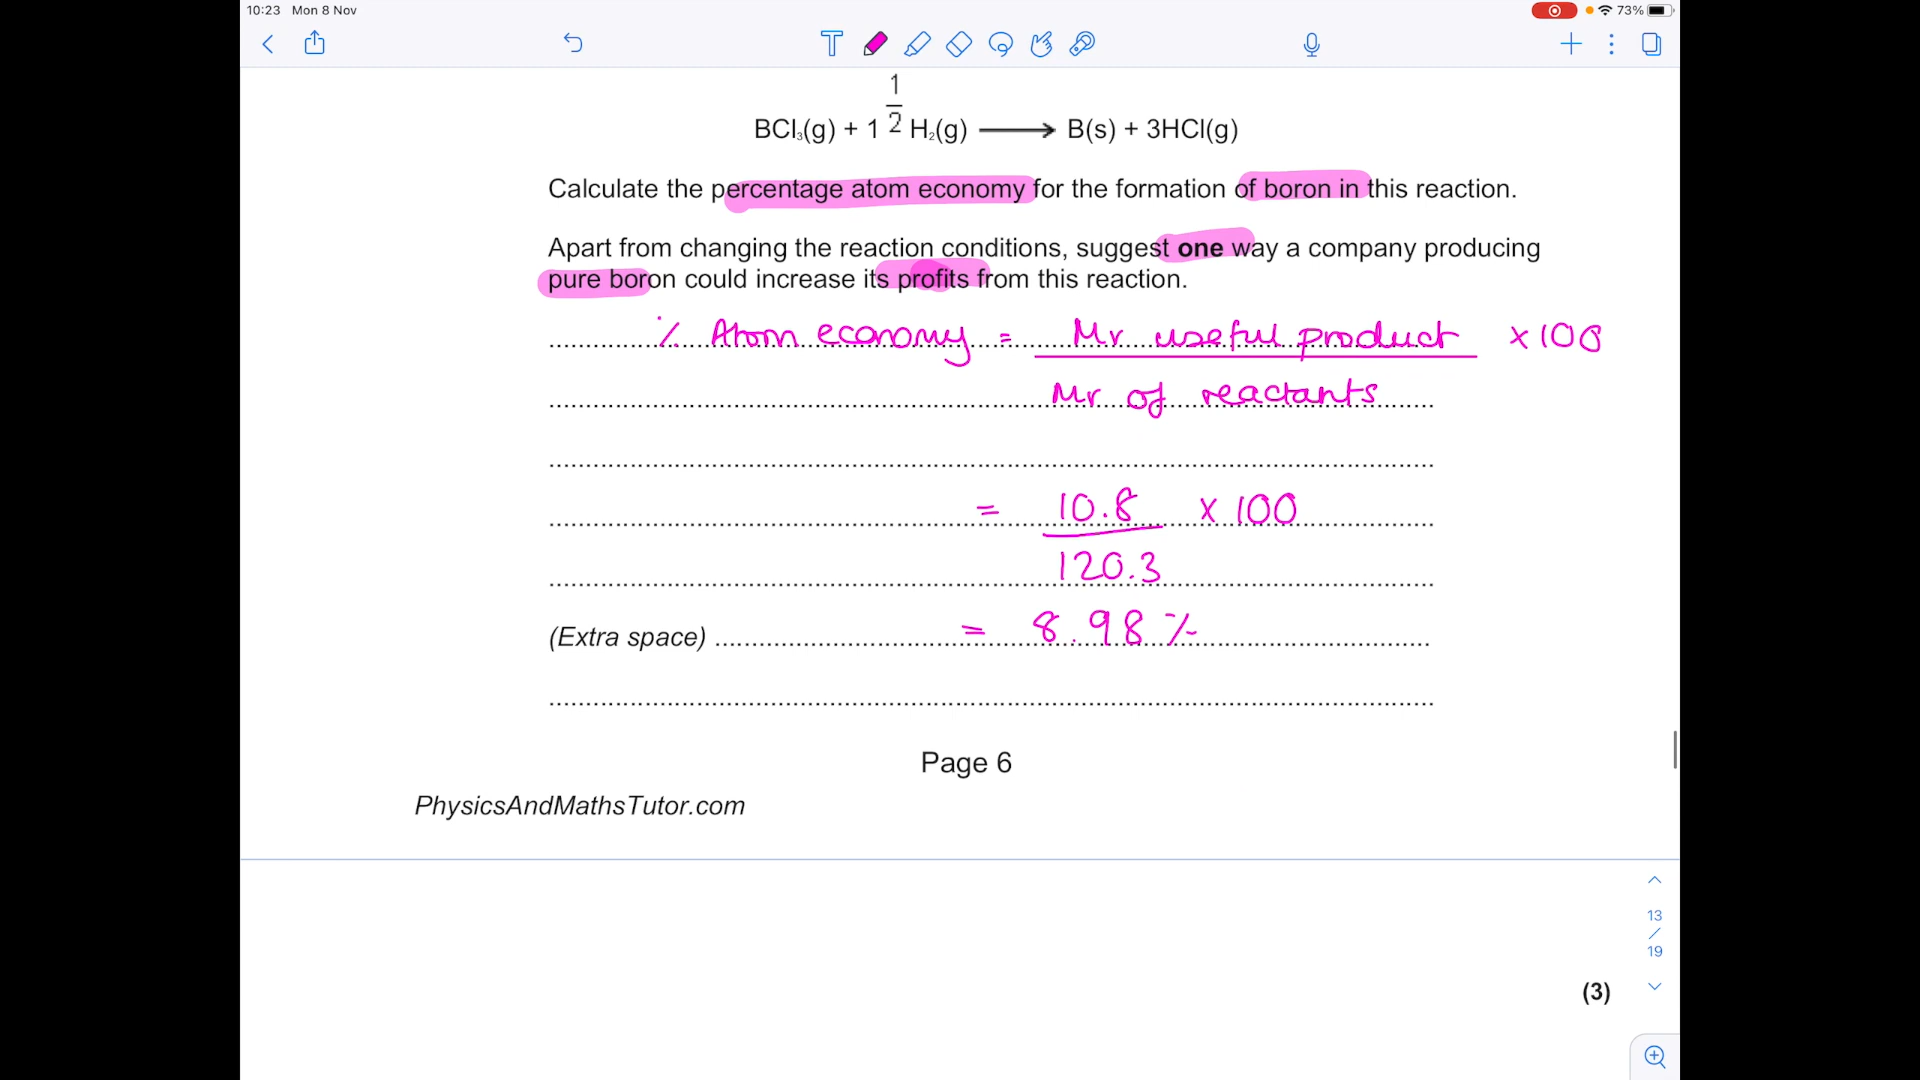 10:23 Mon 8 Nov
73%
BCl₃(g) + 1 1/2 H₂(g) ⟶ B(s) + 3HCl(g)
Calculate the percentage atom economy for the formation of boron in this reaction.
Apart from changing the reaction conditions, suggest one way a company producing
pure boron could increase its profits from this reaction.
% Atom economy = Mr useful product × 100
Mr of reactants
= 10.8 × 100
120.3
(Extra space) = 8.98 %
Page 6
PhysicsAndMathsTutor.com
13
/
19
(3)